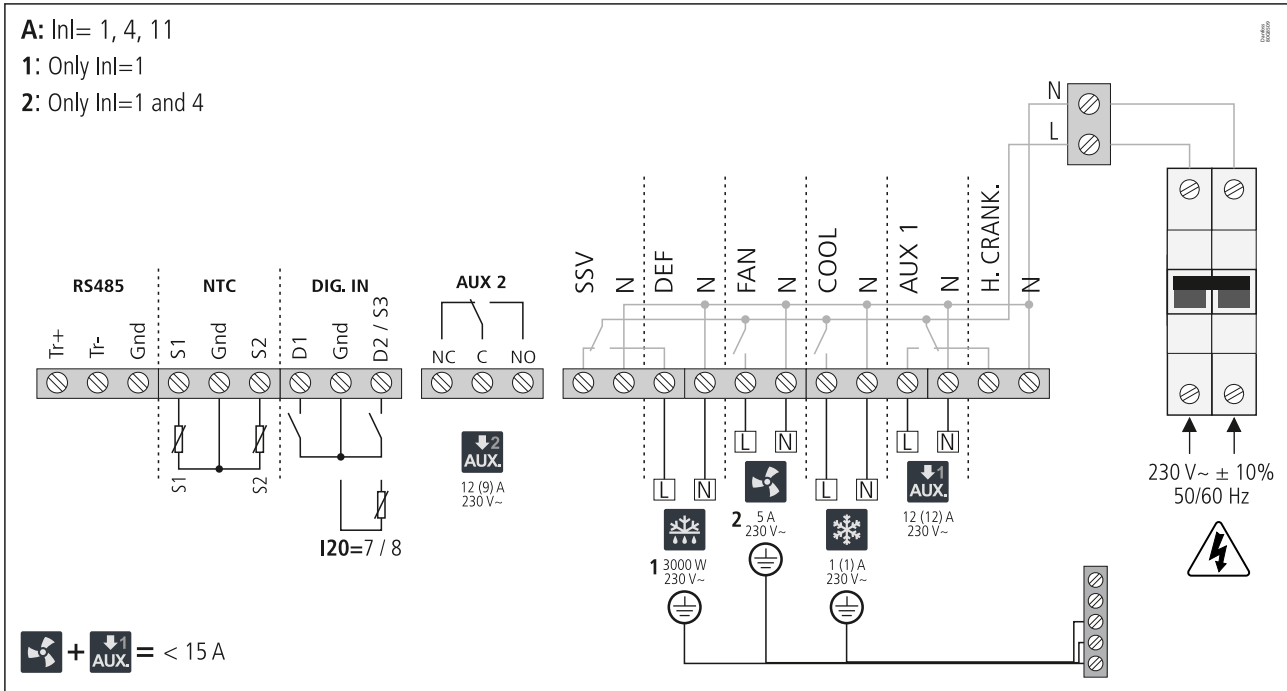 A: InI= 1, 4, 11
1: Only InI=1
2: Only InI=1 and 4
N
L
RS485
NTC
DIG. IN
AUX 2
SSV
N
DEF
N
FAN
N
COOL
N
AUX 1
N
H. CRANK.
N
Tr+
Tr-
Gnd
S1
Gnd
S2
D1
Gnd
D2 / S3
NC
C
NO
S1
S2
I20=7 / 8
2
AUX.
12 (9) A
230 V~
L
N
1
3000 W
230 V~
L
N
2
5 A
230 V~
L
N
1 (1) A
230 V~
L
N
1
AUX.
12 (12) A
230 V~
230 V~ ± 10%
50/60 Hz
+ 1 AUX. = < 15 A
Danfoss